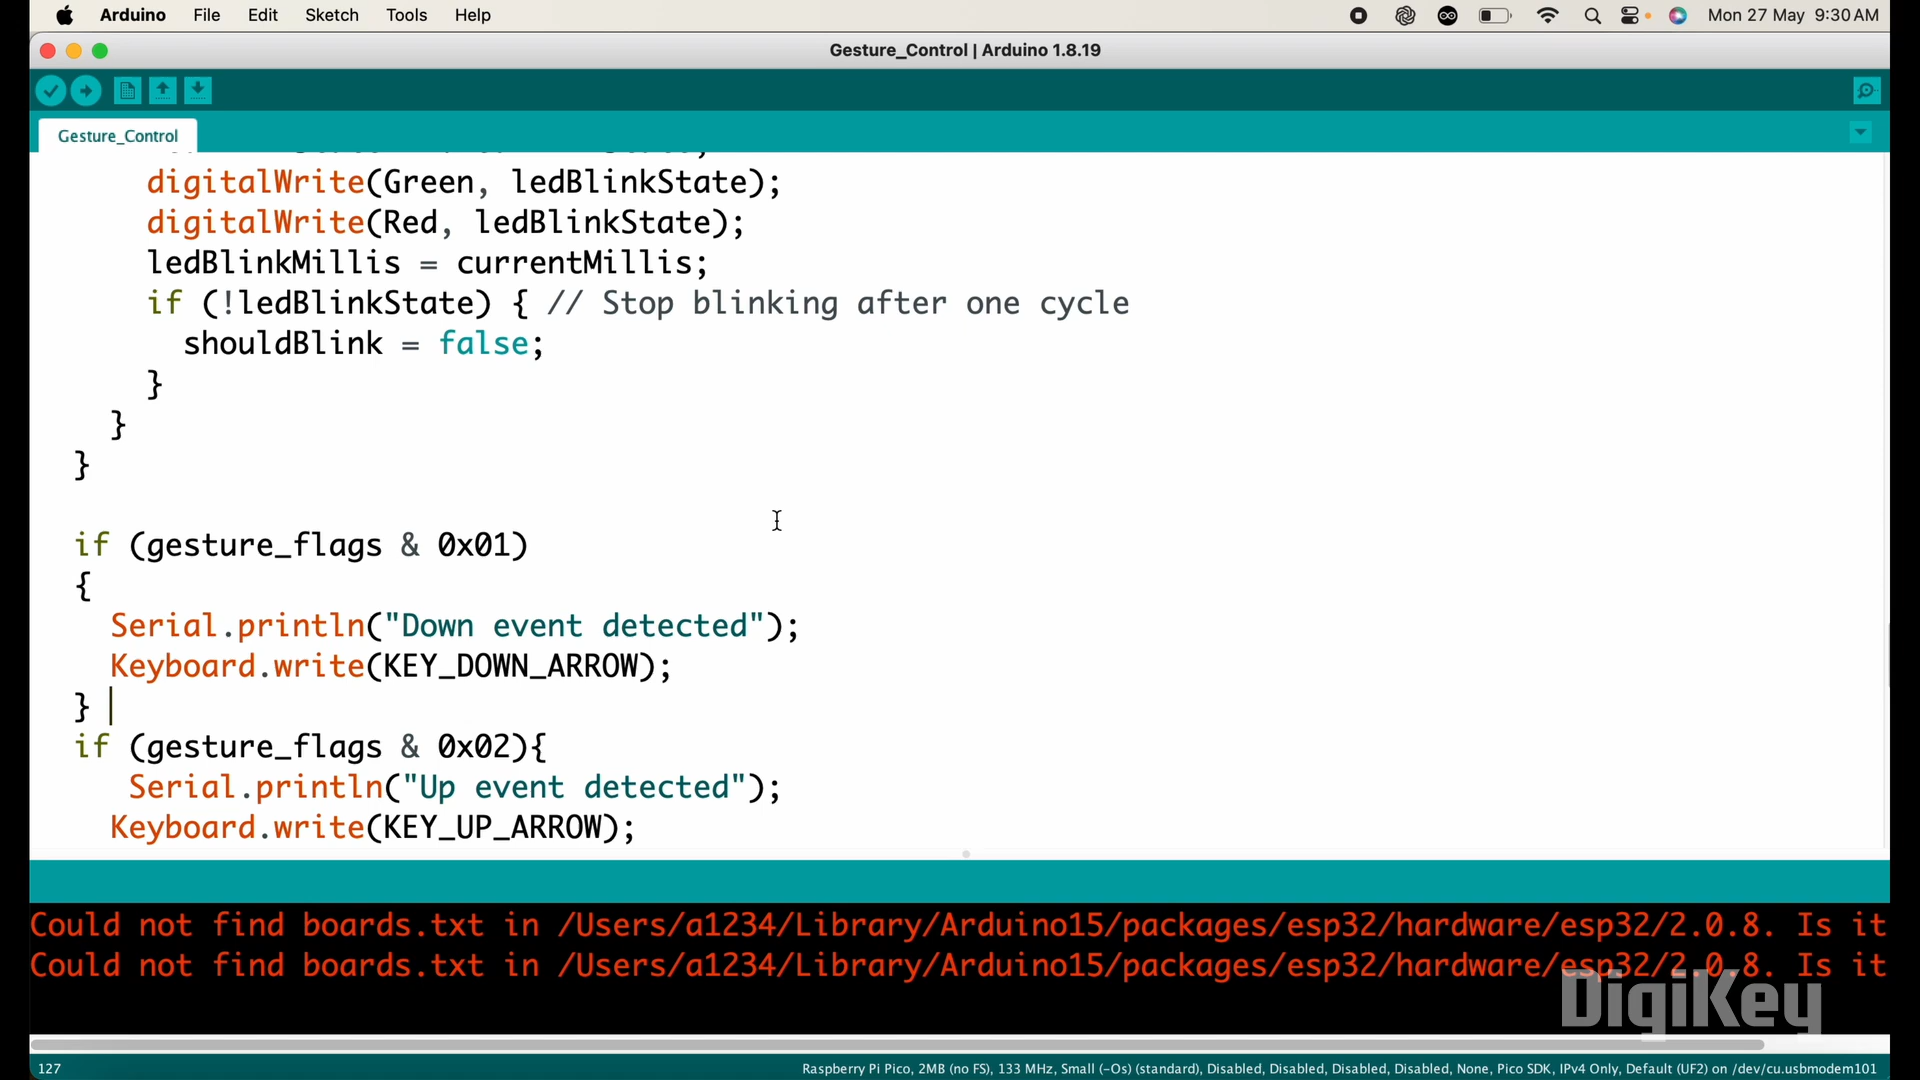 Arduino File Edit Sketch Tools Help Mon 27 May 9:30 AM
Gesture_Control | Arduino 1.8.19
Gesture_Control
digitalWrite(Green, ledBlinkState);
digitalWrite(Red, ledBlinkState);
ledBlinkMillis = currentMillis;
if (!ledBlinkState) { // Stop blinking after one cycle
shouldBlink = false;
}
}
}
if (gesture_flags & 0x01)
{
Serial.println("Down event detected");
Keyboard.write(KEY_DOWN_ARROW);
}
if (gesture_flags & 0x02){
Serial.println("Up event detected");
Keyboard.write(KEY_UP_ARROW);
Could not find boards.txt in /Users/a1234/Library/Arduino15/packages/esp32/hardware/esp32/2.0.8. Is it
Could not find boards.txt in /Users/a1234/Library/Arduino15/packages/esp32/hardware/esp32/2.0.8. Is it
DigiKey
127 Raspberry Pi Pico, 2MB (no FS), 133 MHz, Small (-Os) (standard), Disabled, Disabled, Disabled, Disabled, None, Pico SDK, IPv4 Only, Default (UF2) on /dev/cu.usbmodem101